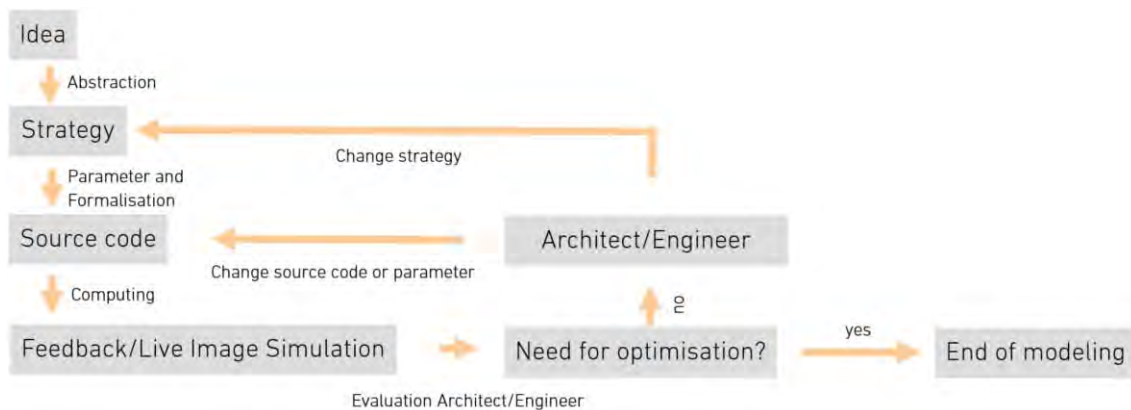 Idea
Abstraction
Strategy
Change strategy
Parameter and
Formalisation
Source code
Architect/Engineer
Change source code or parameter
Computing
no
yes
Feedback/Live Image Simulation
Need for optimisation?
End of modeling
Evaluation Architect/Engineer